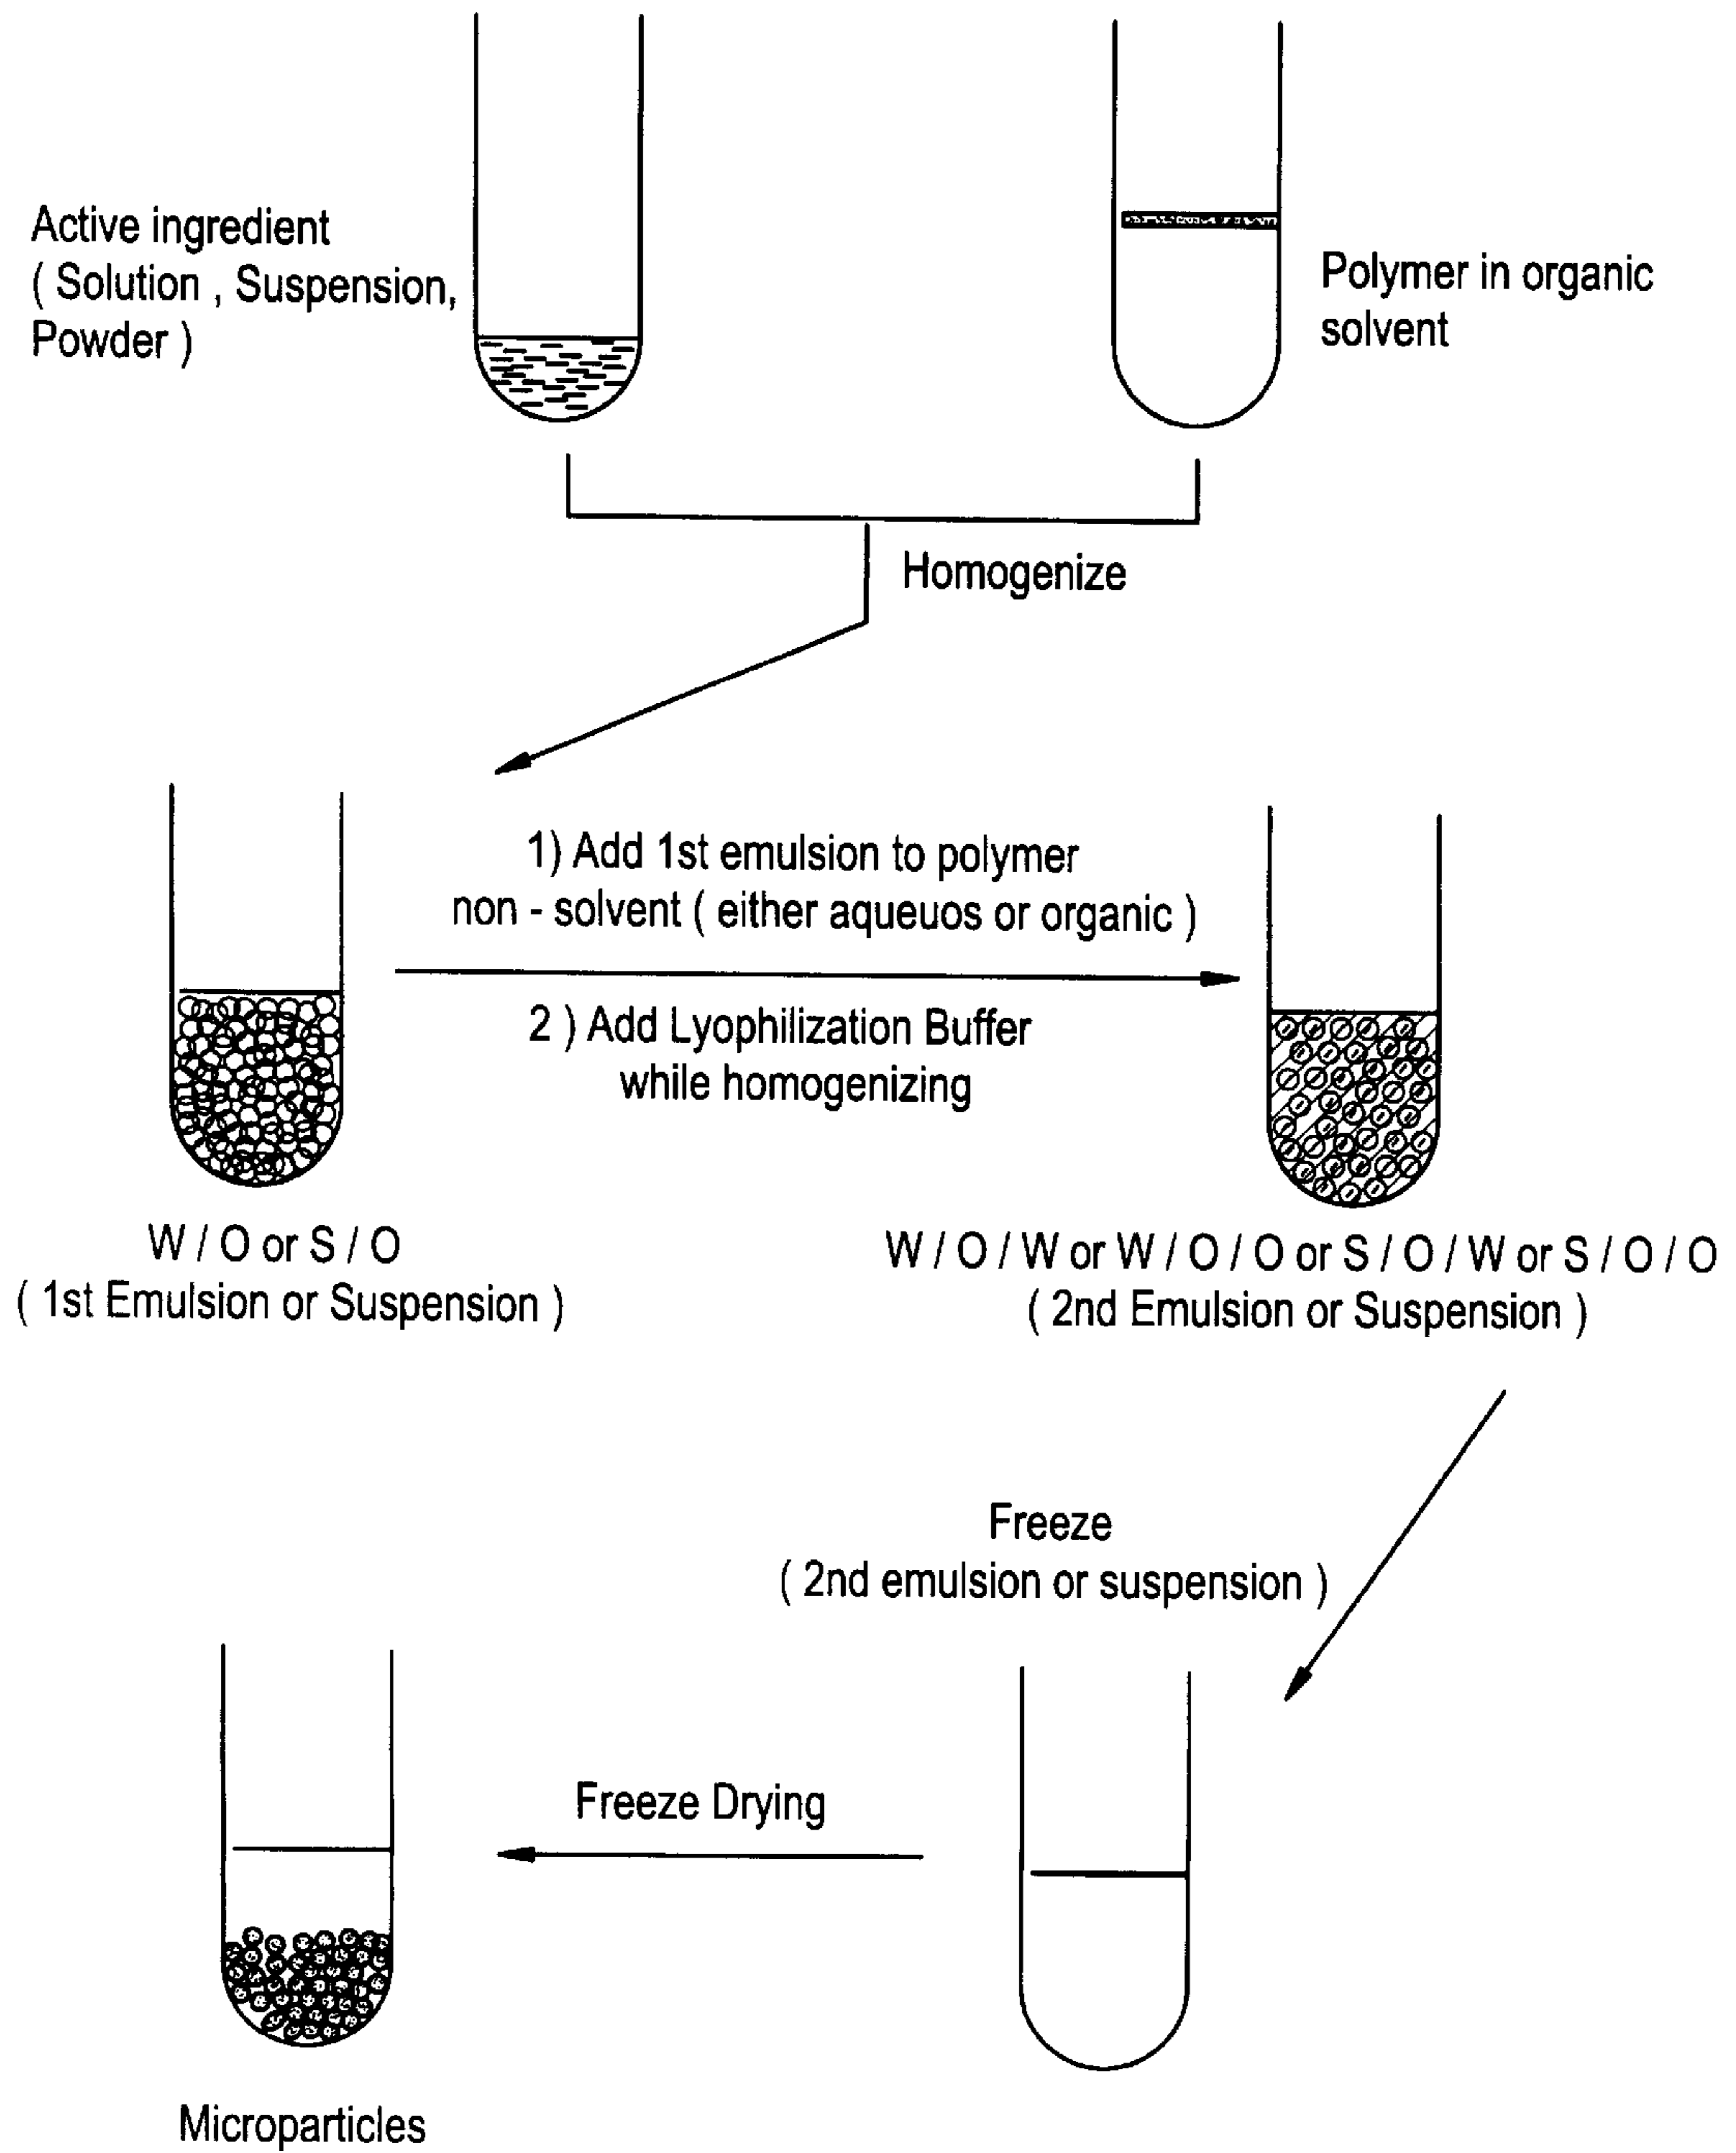 Active ingredient
( Solution , Suspension,
Powder )
Polymer in organic
solvent
Homogenize
1) Add 1st emulsion to polymer
non - solvent ( either aqueuos or organic )
2 ) Add Lyophilization Buffer
while homogenizing
W / O or S / O
( 1st Emulsion or Suspension )
W / O / W or W / O / O or S / O / W or S / O / O
( 2nd Emulsion or Suspension )
Freeze
( 2nd emulsion or suspension )
Freeze Drying
Microparticles